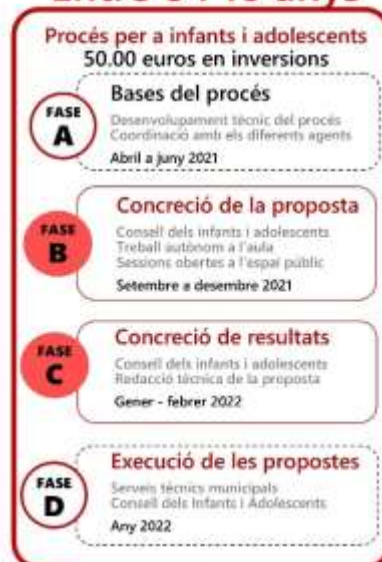 Procés per a infants i adolescents
50.00 euros en inversions
FASE
A
Bases del procés
Desenvolupament tècnic del procés
Coordinació amb els diferents agents
Abril a juny 2021
FASE
B
Concreció de la proposta
Consell dels infants i adolescents
Treball autònom a l'aula
Sessions obertes a l'espai públic
Setembre a desembre 2021
FASE
C
Concreció de resultats
Consell dels infants i adolescents
Redacció tècnica de la proposta
Gener - febrer 2022
FASE
D
Execució de les propostes
Serveis tècnics municipals
Consell dels Infants i Adolescents
Any 2022